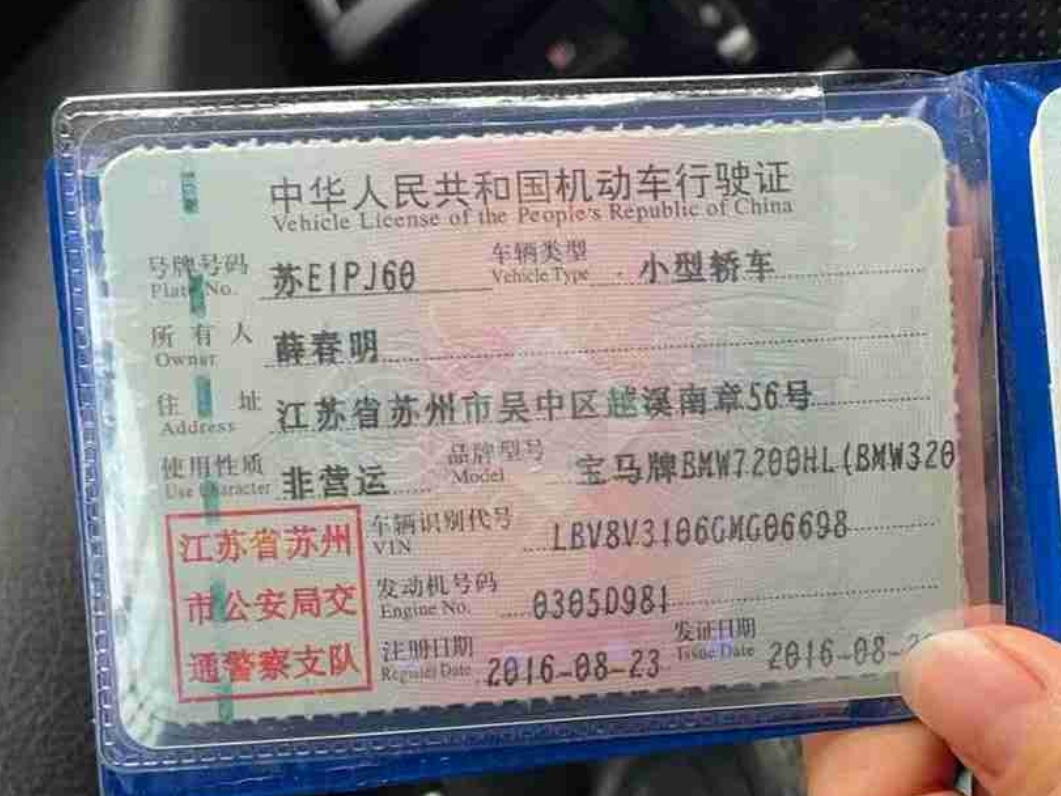 中华人民共和国机动车行驶证
Vehicle License of the People's Republic of China
号牌号码 苏E1PJ60 车辆类型 小型轿车
Plate No. Vehicle Type
所有人 薛春明
Owner
住址 江苏省苏州市吴中区越溪南章56号
Address
使用性质 非营运 品牌型号 宝马牌BMW7200HL(BMW320
Use Character Model
车辆识别代号 LBV8V3106GMG06698
VIN
发动机号码 0305D981
Engine No.
注册日期 2016-08-23 发证日期 2016-08-
Register Date Issue Date
江苏省苏州
市公安局交
通警察支队